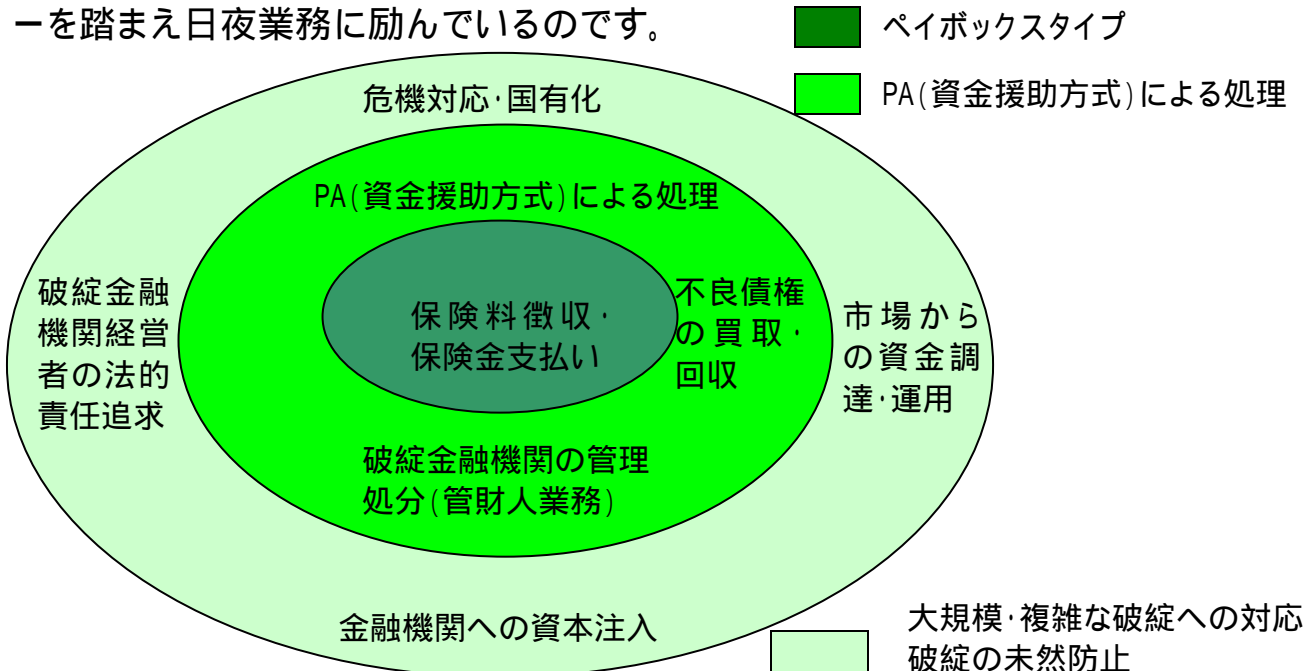 ーを踏まえ日夜業務に励んでいるのです。
ペイボックスタイプ
PA(資金援助方式)による処理
危機対応・国有化
PA(資金援助方式)による処理
破綻金融
機関経営
者の法的
責任追求
保険料徴収・
保険金支払い
不良債権
の買取・
回収
市場から
の資金調
達・運用
破綻金融機関の管理
処分(管財人業務)
金融機関への資本注入
大規模・複雑な破綻への対応
破綻の未然防止